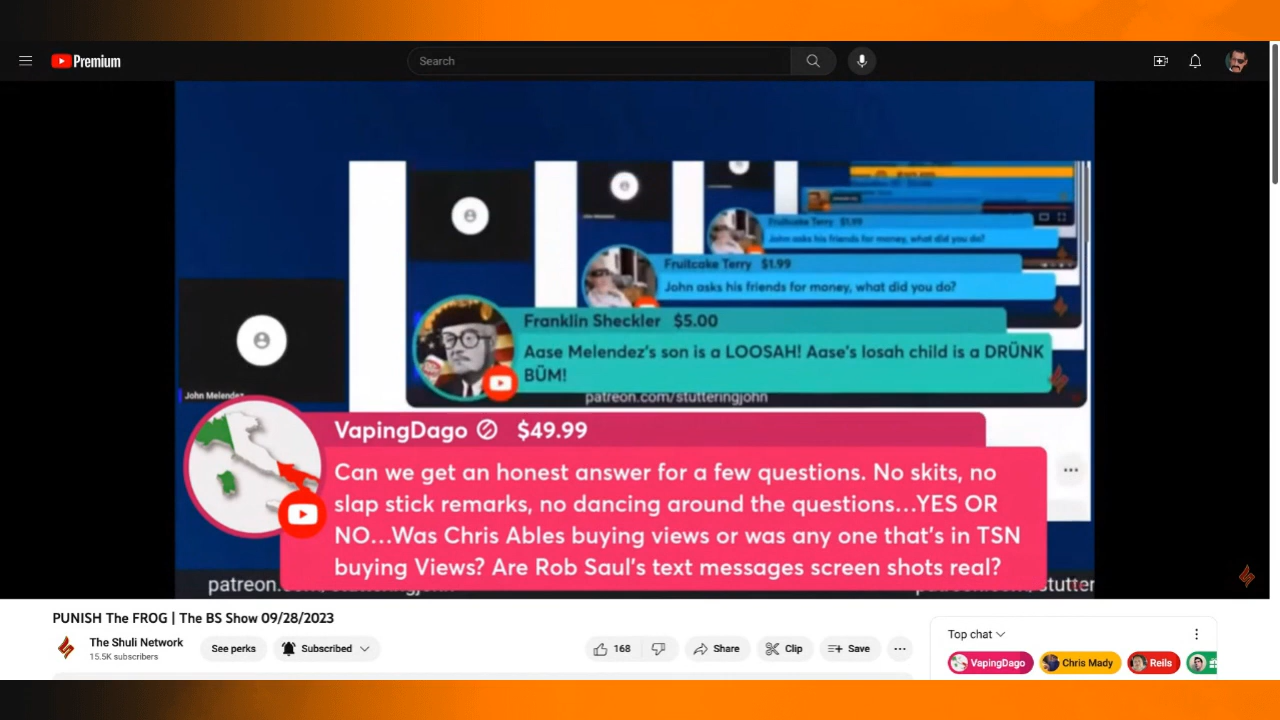 Premium
Search
Fruitcake Terry $1.99
John asks his friends for money, what did you do?
Fruitcake Terry $1.99
John asks his friends for money, what did you do?
Franklin Sheckler $5.00
Aase Melendez's son is a LOOSAH! Aase's losah child is a DRÜNK
BÜM!
patreon.com/stutteringjohn
John Melendez
VapingDago $49.99
Can we get an honest answer for a few questions. No skits, no
slap stick remarks, no dancing around the questions...YES OR
NO...Was Chris Ables buying views or was any one that's in TSN
buying Views? Are Rob Saul's text messages screen shots real?
PUNISH The FROG | The BS Show 09/28/2023
The Shuli Network
15.5K subscribers
See perks
Subscribed
168
Share
Clip
Save
Top chat
VapingDago
Chris Mady
Reils